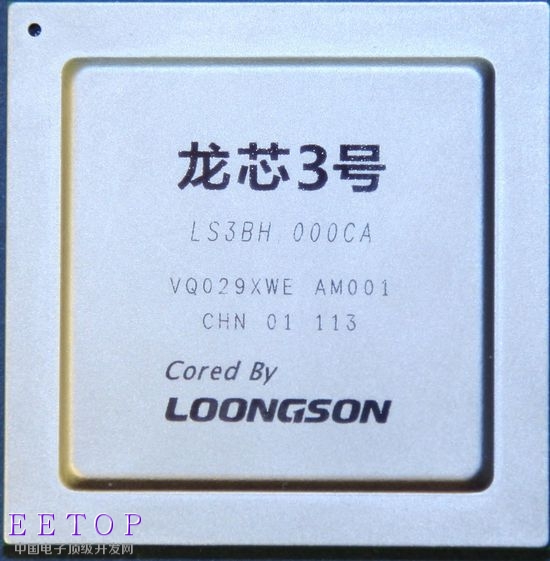 龙芯3号
LS3BH 000CA
VQ029XWE AM001
CHN 01 113
Cored By
LOONGSON
EETOP
中国电子顶级开发网